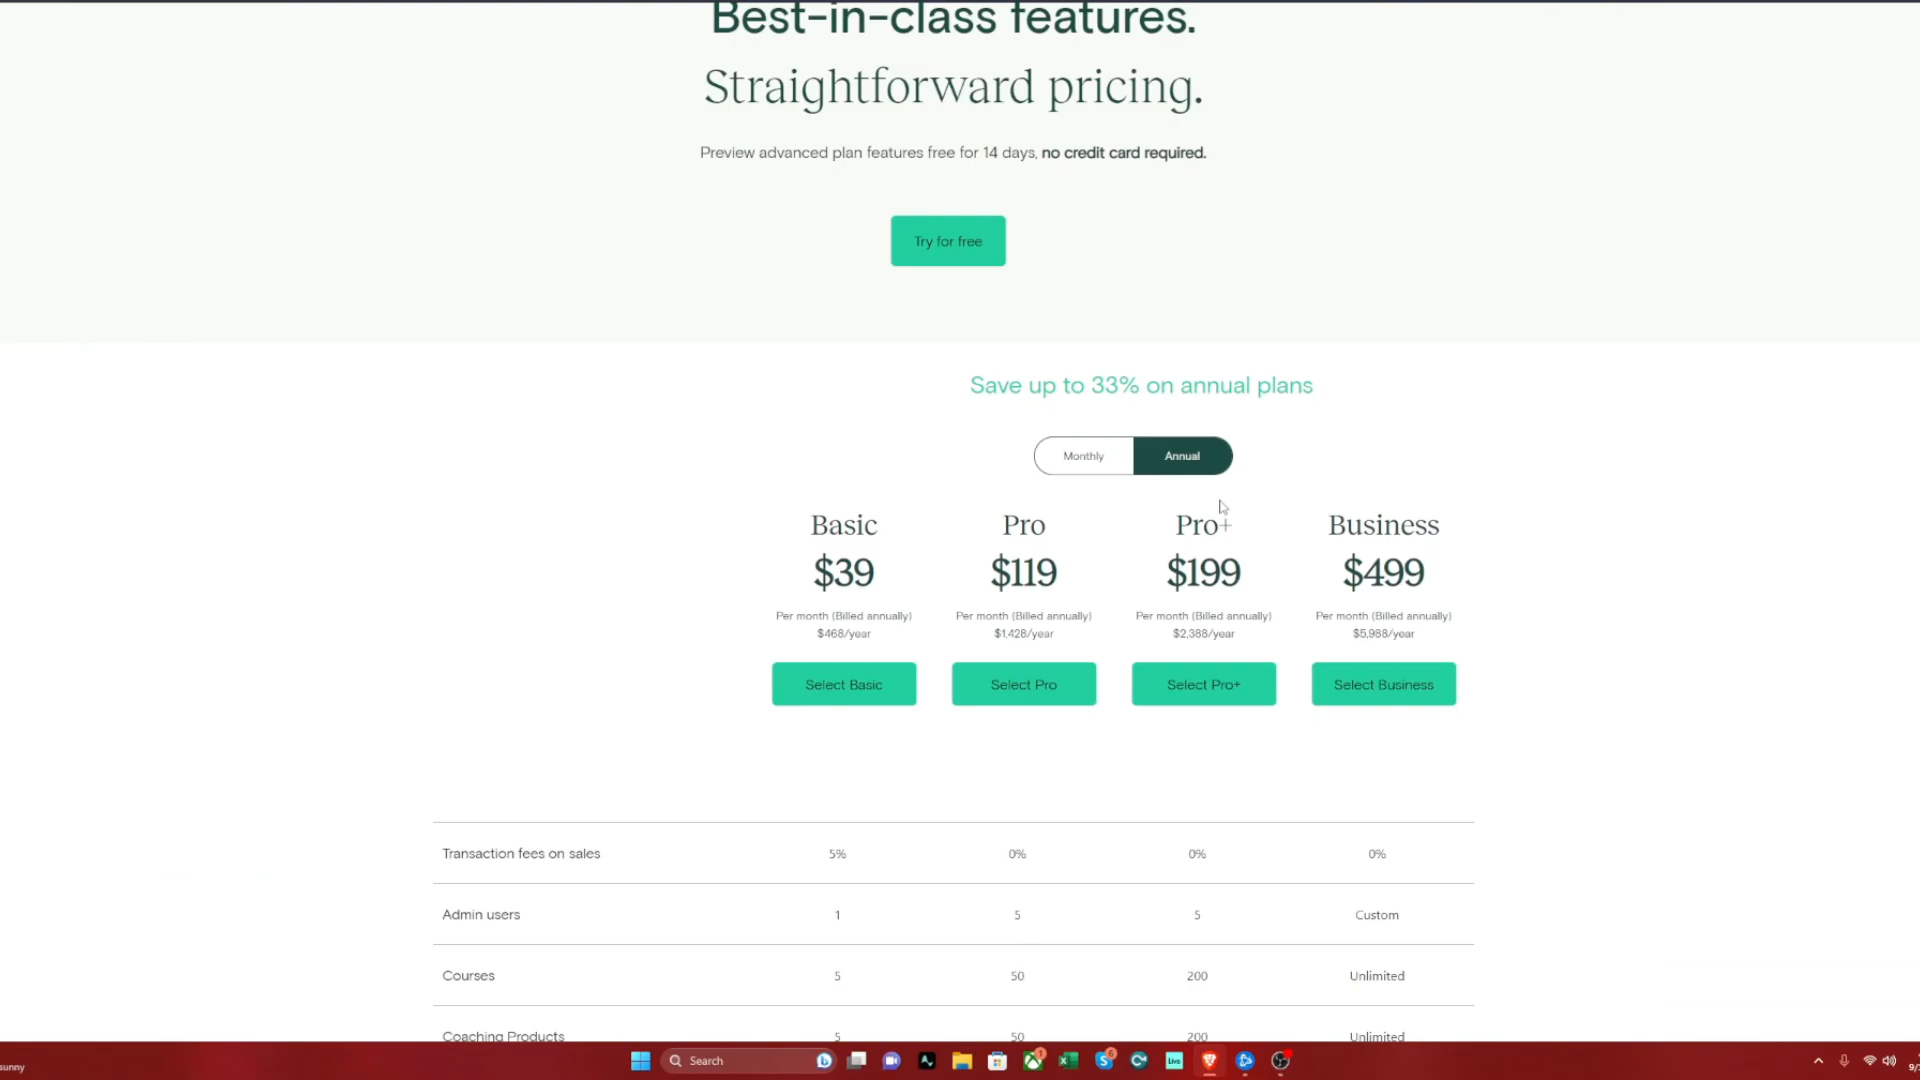 Best-in-class features.
Straightforward pricing.
Preview advanced plan features free for 14 days, no credit card required.
Try for free
Save up to 33% on annual plans
Monthly Annual
Basic Pro Pro+ Business
$39 $119 $199 $499
Per month (Billed annually) Per month (Billed annually) Per month (Billed annually) Per month (Billed annually)
$468/year $1,428/year $2,388/year $5,988/year
Select Basic Select Pro Select Pro+ Select Business
Transaction fees on sales 5% 0% 0% 0%
Admin users 1 5 5 Custom
Courses 5 50 200 Unlimited
Coaching Products 5 50 200 Unlimited
sunny Search Live 9/